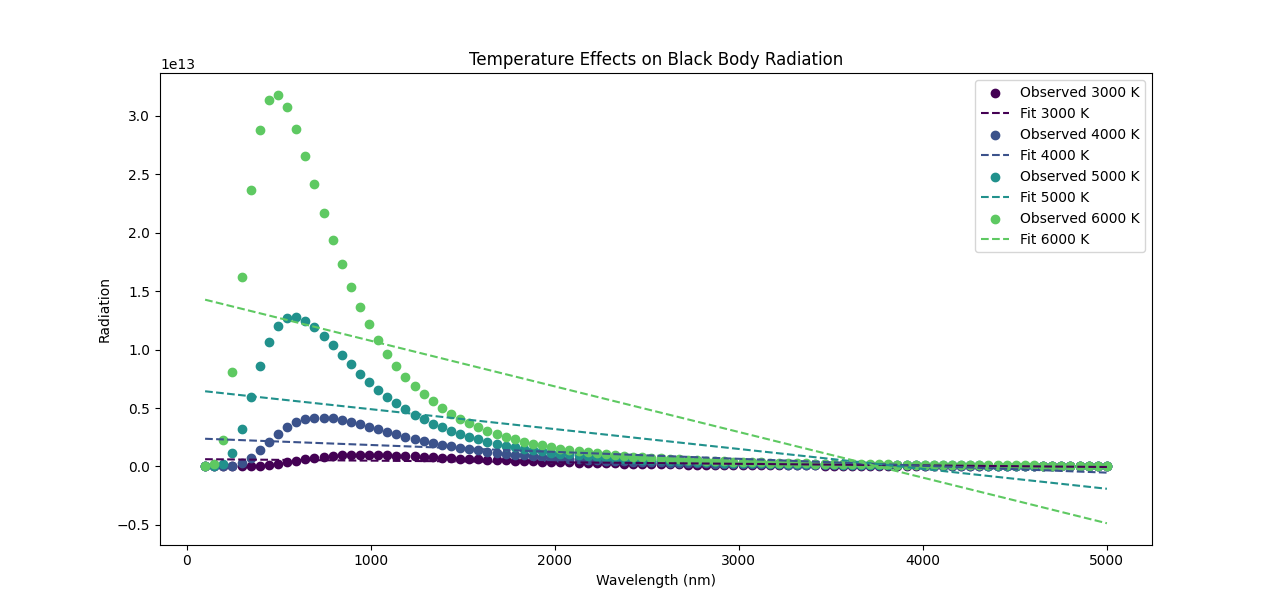 Temperature Effects on Black Body Radiation
1e13
3.0
2.5
2.0
1.5
1.0
0.5
0.0
−0.5
Radiation
Observed 3000 K
Fit 3000 K
Observed 4000 K
Fit 4000 K
Observed 5000 K
Fit 5000 K
Observed 6000 K
Fit 6000 K
0 1000 2000 3000 4000 5000
Wavelength (nm)